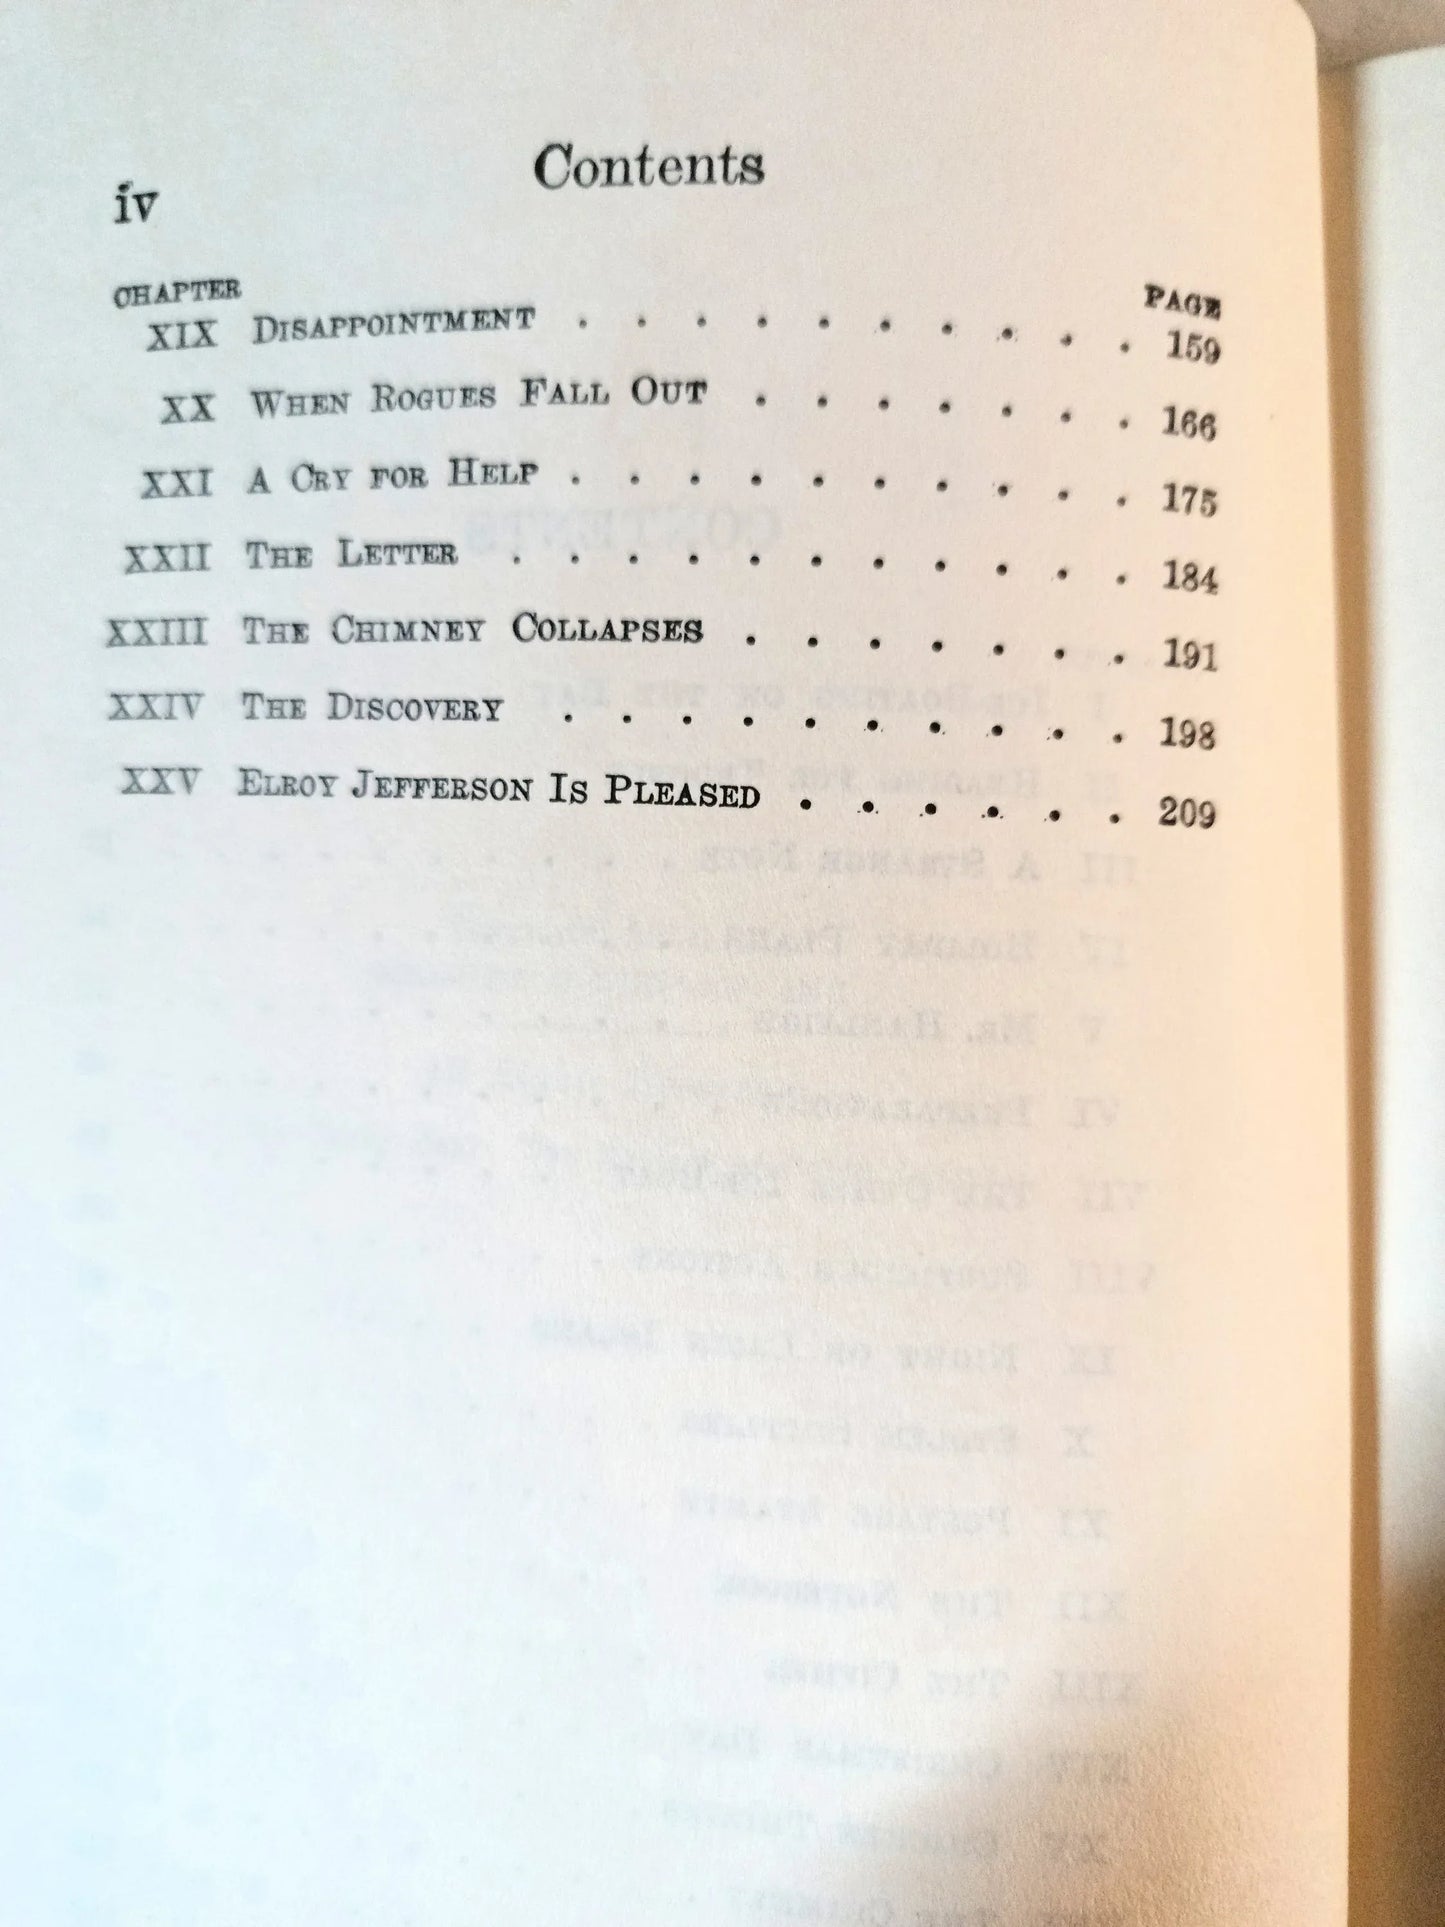 iv
Contents
CHAPTER PAGE
XIX DISAPPOINTMENT . . . . . . . . . . 159
XX WHEN ROGUES FALL OUT . . . . . . . 166
XXI A CRY FOR HELP . . . . . . . . . . 175
XXII THE LETTER . . . . . . . . . . . 184
XXIII THE CHIMNEY COLLAPSES . . . . . . . 191
XXIV THE DISCOVERY . . . . . . . . . . 198
XXV ELROY JEFFERSON IS PLEASED . . . . . . 209